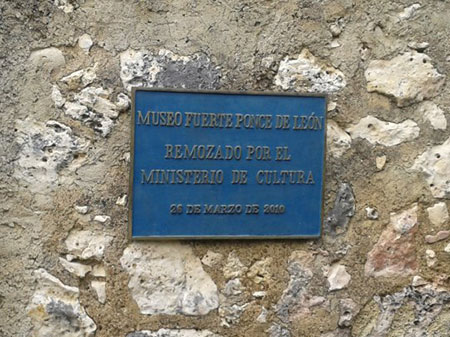 MUSEO FUERTE PONCE DE LEÓN
REMOZADO POR EL
MINISTERIO DE CULTURA
26 DE MARZO DE 2010